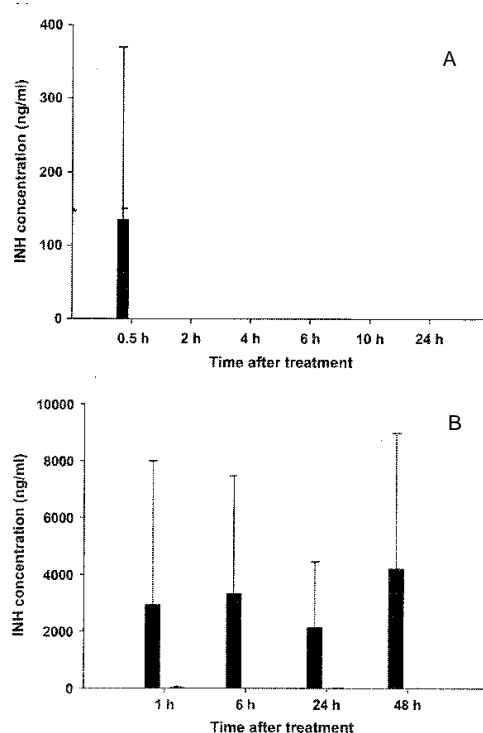 400
A
300
200
100
0
INH concentration (ng/ml)
0.5 h 2 h 4 h 6 h 10 h 24 h
Time after treatment
10000
B
8000
6000
4000
2000
0
INH concentration (ng/ml)
1 h 6 h 24 h 48 h
Time after treatment